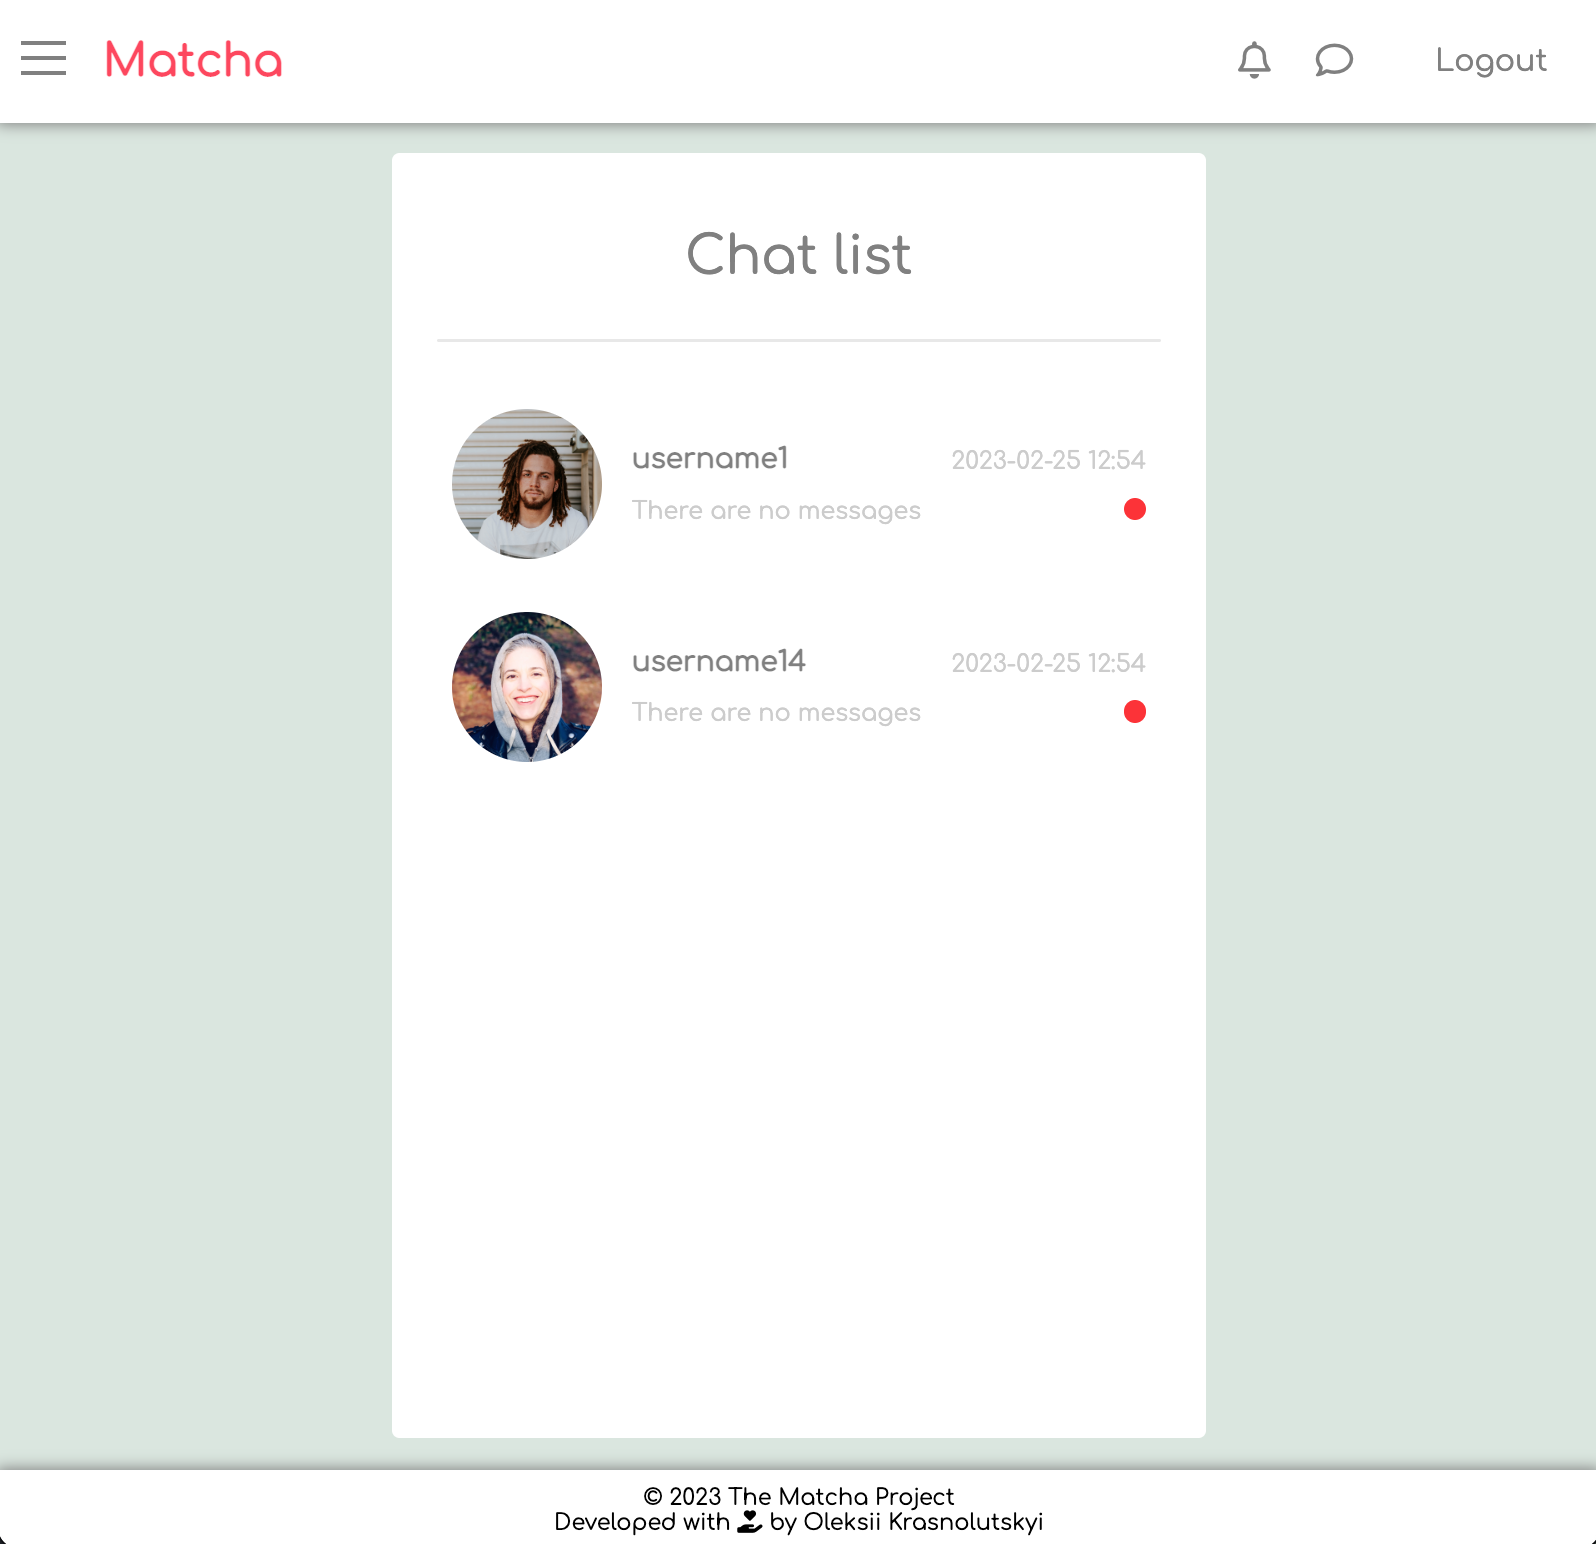 Matcha
Logout
Chat list
username1
2023-02-25 12:54
There are no messages
username14
2023-02-25 12:54
There are no messages
© 2023 The Matcha Project
Developed with by Oleksii Krasnolutskyi